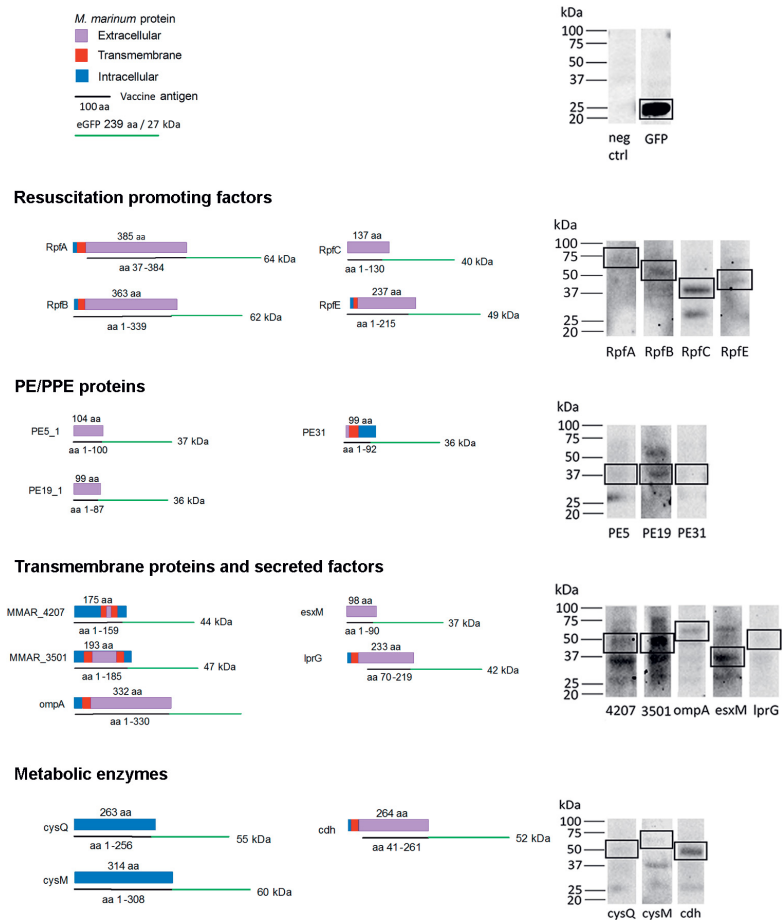 M. marinum protein
Extracellular
Transmembrane
Intracellular
Vaccine antigen
100 aa
eGFP 239 aa / 27 kDa
kDa
100
75
50
37
25
20
neg ctrl
GFP
Resuscitation promoting factors
385 aa
RpfA
64 kDa
aa 37-384
137 aa
RpfC
40 kDa
aa 1-130
363 aa
RpfB
62 kDa
aa 1-339
237 aa
RpfE
49 kDa
aa 1-215
kDa
100
75
50
37
25
20
RpfA RpfB RpfC RpfE
PE/PPE proteins
104 aa
PE5_1
37 kDa
aa 1-100
99 aa
PE31
36 kDa
aa 1-92
99 aa
PE19_1
36 kDa
aa 1-87
kDa
100
75
50
37
25
20
PE5 PE19 PE31
Transmembrane proteins and secreted factors
175 aa
MMAR_4207
44 kDa
aa 1-159
98 aa
esxM
37 kDa
aa 1-90
193 aa
MMAR_3501
47 kDa
aa 1-185
233 aa
lprG
42 kDa
aa 70-219
332 aa
ompA
aa 1-330
kDa
100
75
50
37
25
20
4207 3501 ompA esxM lprG
Metabolic enzymes
263 aa
cysQ
55 kDa
aa 1-256
264 aa
cdh
52 kDa
aa 41-261
314 aa
cysM
60 kDa
aa 1-308
kDa
100
75
50
37
25
20
cysQ cysM cdh